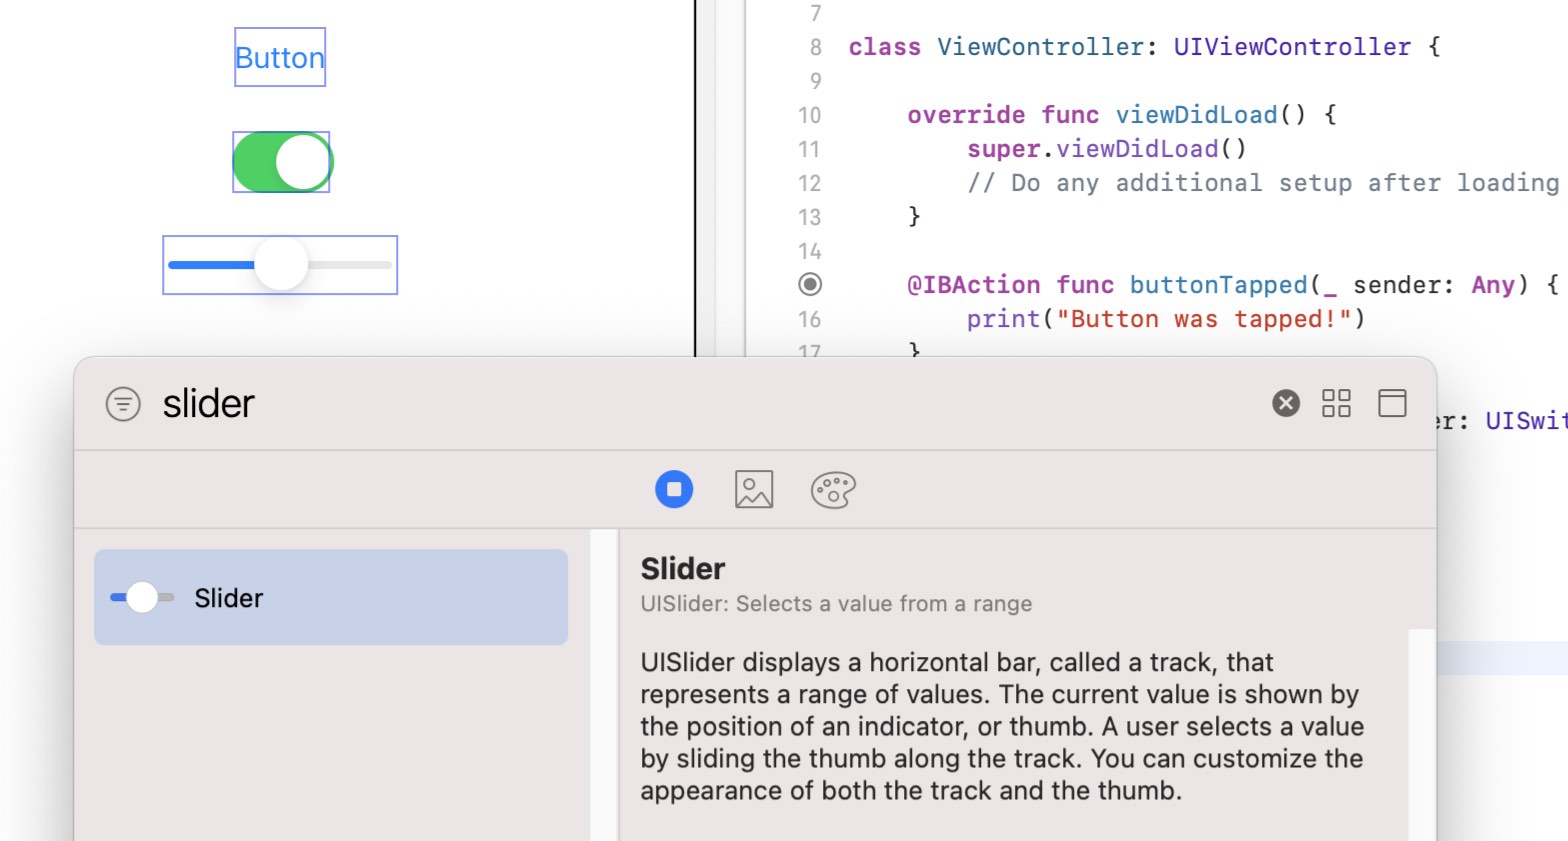 Button
7
8 class ViewController: UIViewController {
9
10 override func viewDidLoad() {
11 super.viewDidLoad()
12 // Do any additional setup after loading
13 }
14
@IBAction func buttonTapped(_ sender: Any) {
16 print("Button was tapped!")
17 }
er: UISwit
slider
Slider
Slider
UISlider: Selects a value from a range
UISlider displays a horizontal bar, called a track, that
represents a range of values. The current value is shown by
the position of an indicator, or thumb. A user selects a value
by sliding the thumb along the track. You can customize the
appearance of both the track and the thumb.